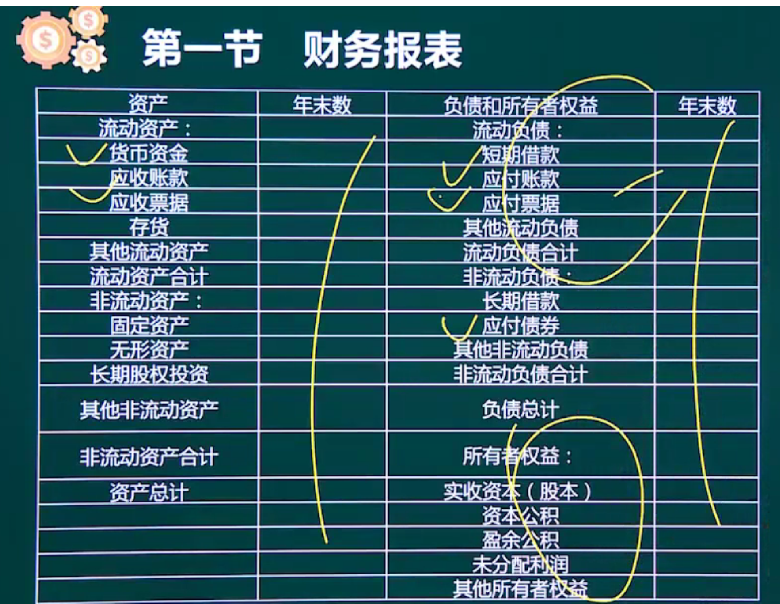 第一节 财务报表
资产 年末数 负债和所有者权益 年末数
流动资产： 流动负债：
货币资金 短期借款
应收账款 应付账款
应收票据 应付票据
存货 其他流动负债
其他流动资产 流动负债合计
流动资产合计 非流动负债：
非流动资产： 长期借款
固定资产 应付债券
无形资产 其他非流动负债
长期股权投资 非流动负债合计
其他非流动资产 负债总计
非流动资产合计 所有者权益：
资产总计 实收资本（股本）
资本公积
盈余公积
未分配利润
其他所有者权益